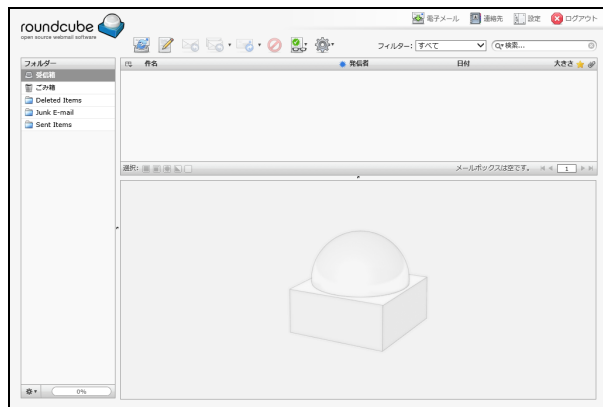 roundcube
open source webmail software
電子メール 連絡先 設定 ログアウト
フィルター: すべて 検索...
フォルダー
受信箱
ごみ箱
Deleted Items
Junk E-mail
Sent Items
件名 発信者 日付 大きさ
選択: メールボックスは空です。 1
0%